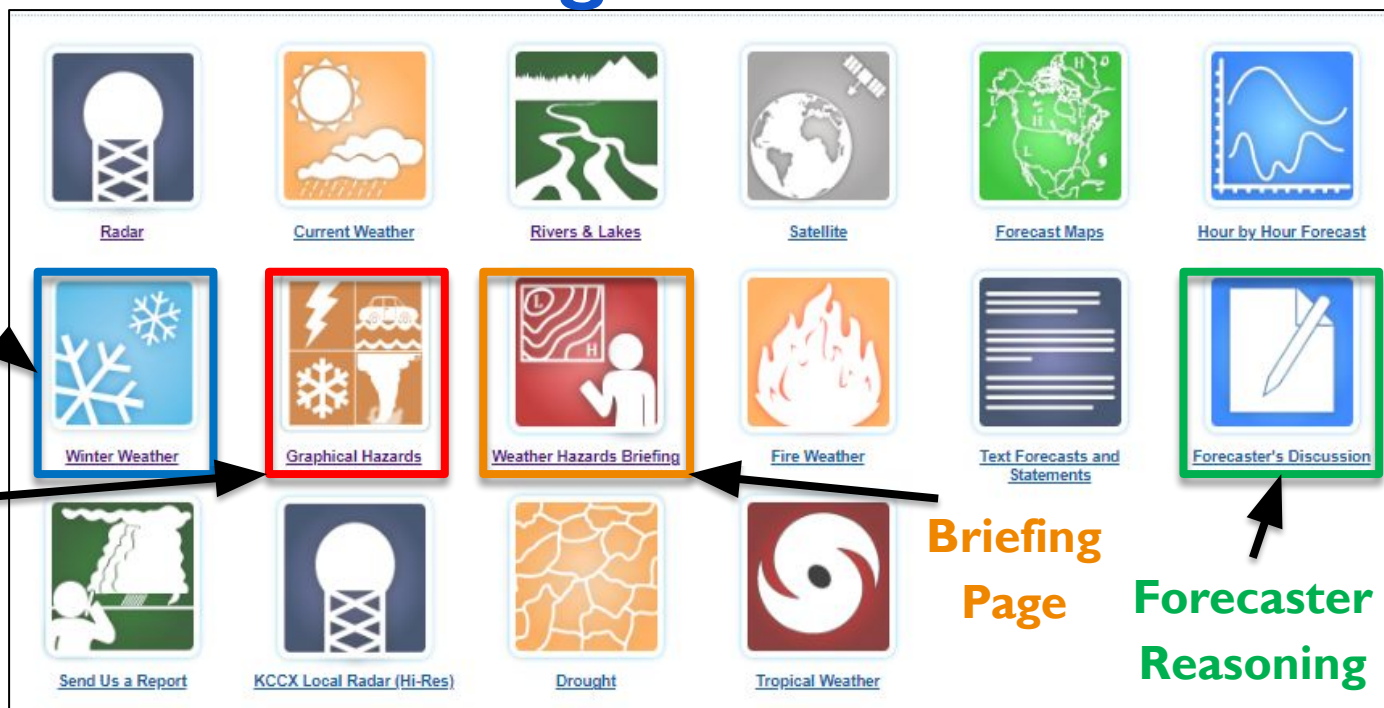 g
Radar
Current Weather
Rivers & Lakes
Satellite
H
H
L
L
Forecast Maps
Hour by Hour Forecast
L
H
Winter Weather
Graphical Hazards
Weather Hazards Briefing
Fire Weather
Text Forecasts and
Statements
Forecaster's Discussion
Send Us a Report
KCCX Local Radar (Hi-Res)
Drought
Tropical Weather
Briefing
Page
Forecaster
Reasoning